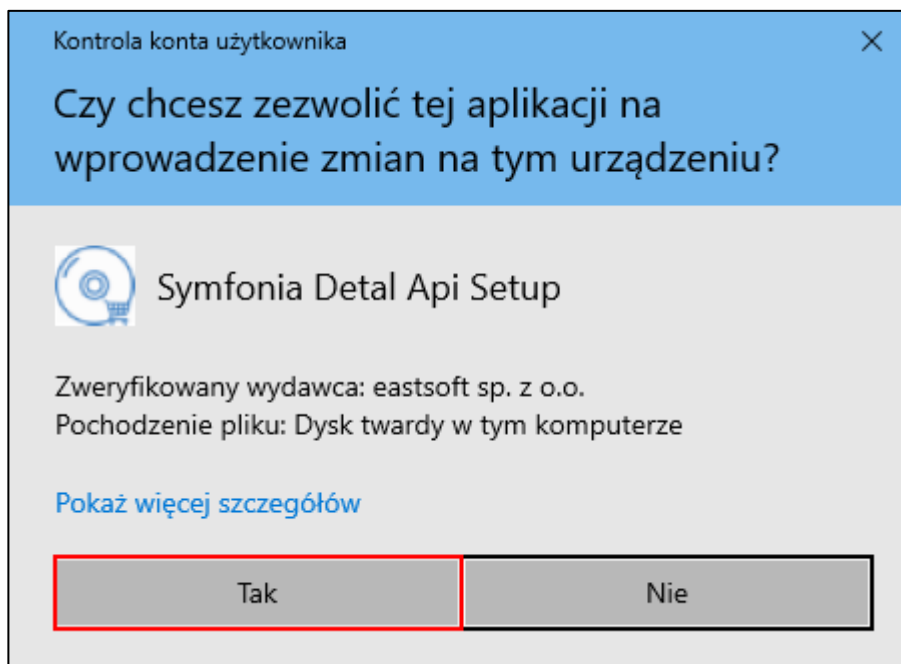 Kontrola konta użytkownika
Czy chcesz zezwolić tej aplikacji na
wprowadzenie zmian na tym urządzeniu?
Symfonia Detal Api Setup
Zweryfikowany wydawca: eastsoft sp. z o.o.
Pochodzenie pliku: Dysk twardy w tym komputerze
Pokaż więcej szczegółów
Tak
Nie